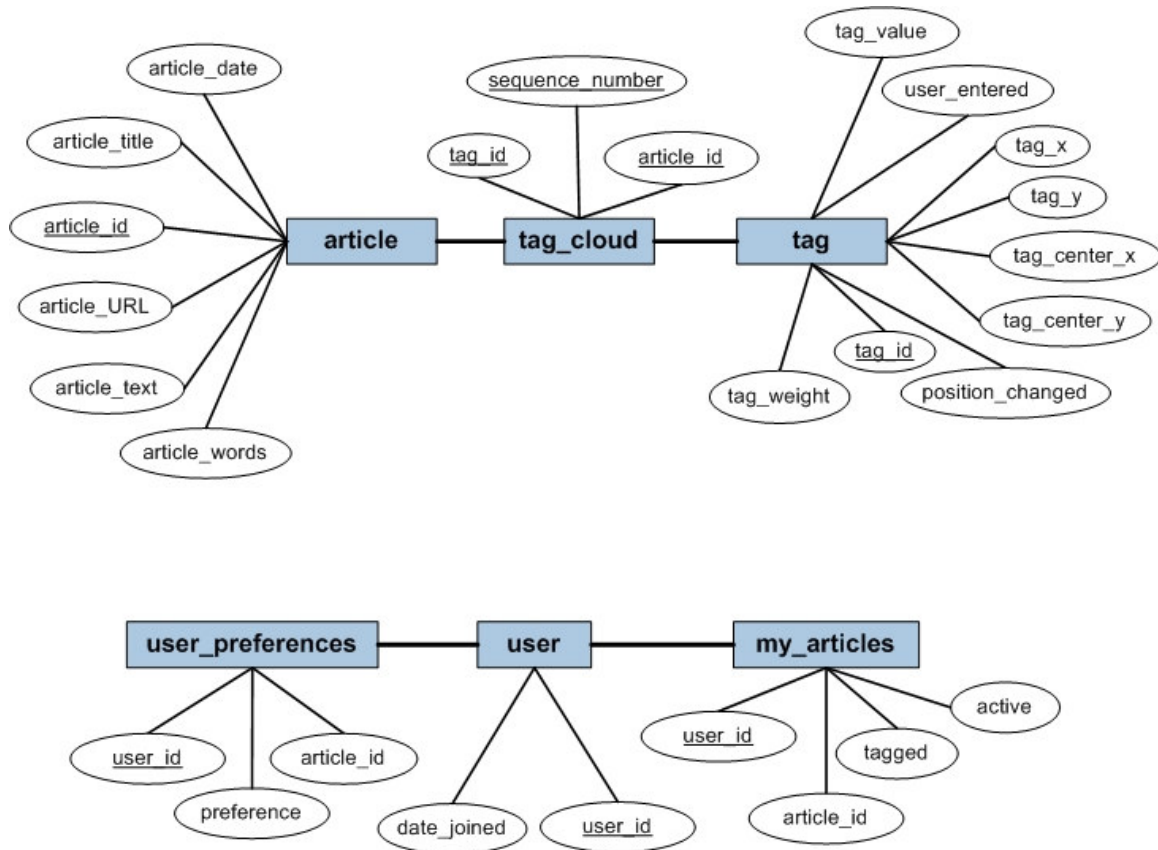 tag_value
article_date
sequence_number
user_entered
article_title
tag_id
article_id
tag_x
tag_y
article_id
article
tag_cloud
tag
tag_center_x
article_URL
tag_center_y
tag_id
article_text
tag_weight
position_changed
article_words
user_preferences
user
my_articles
active
user_id
article_id
user_id
tagged
preference
date_joined
user_id
article_id